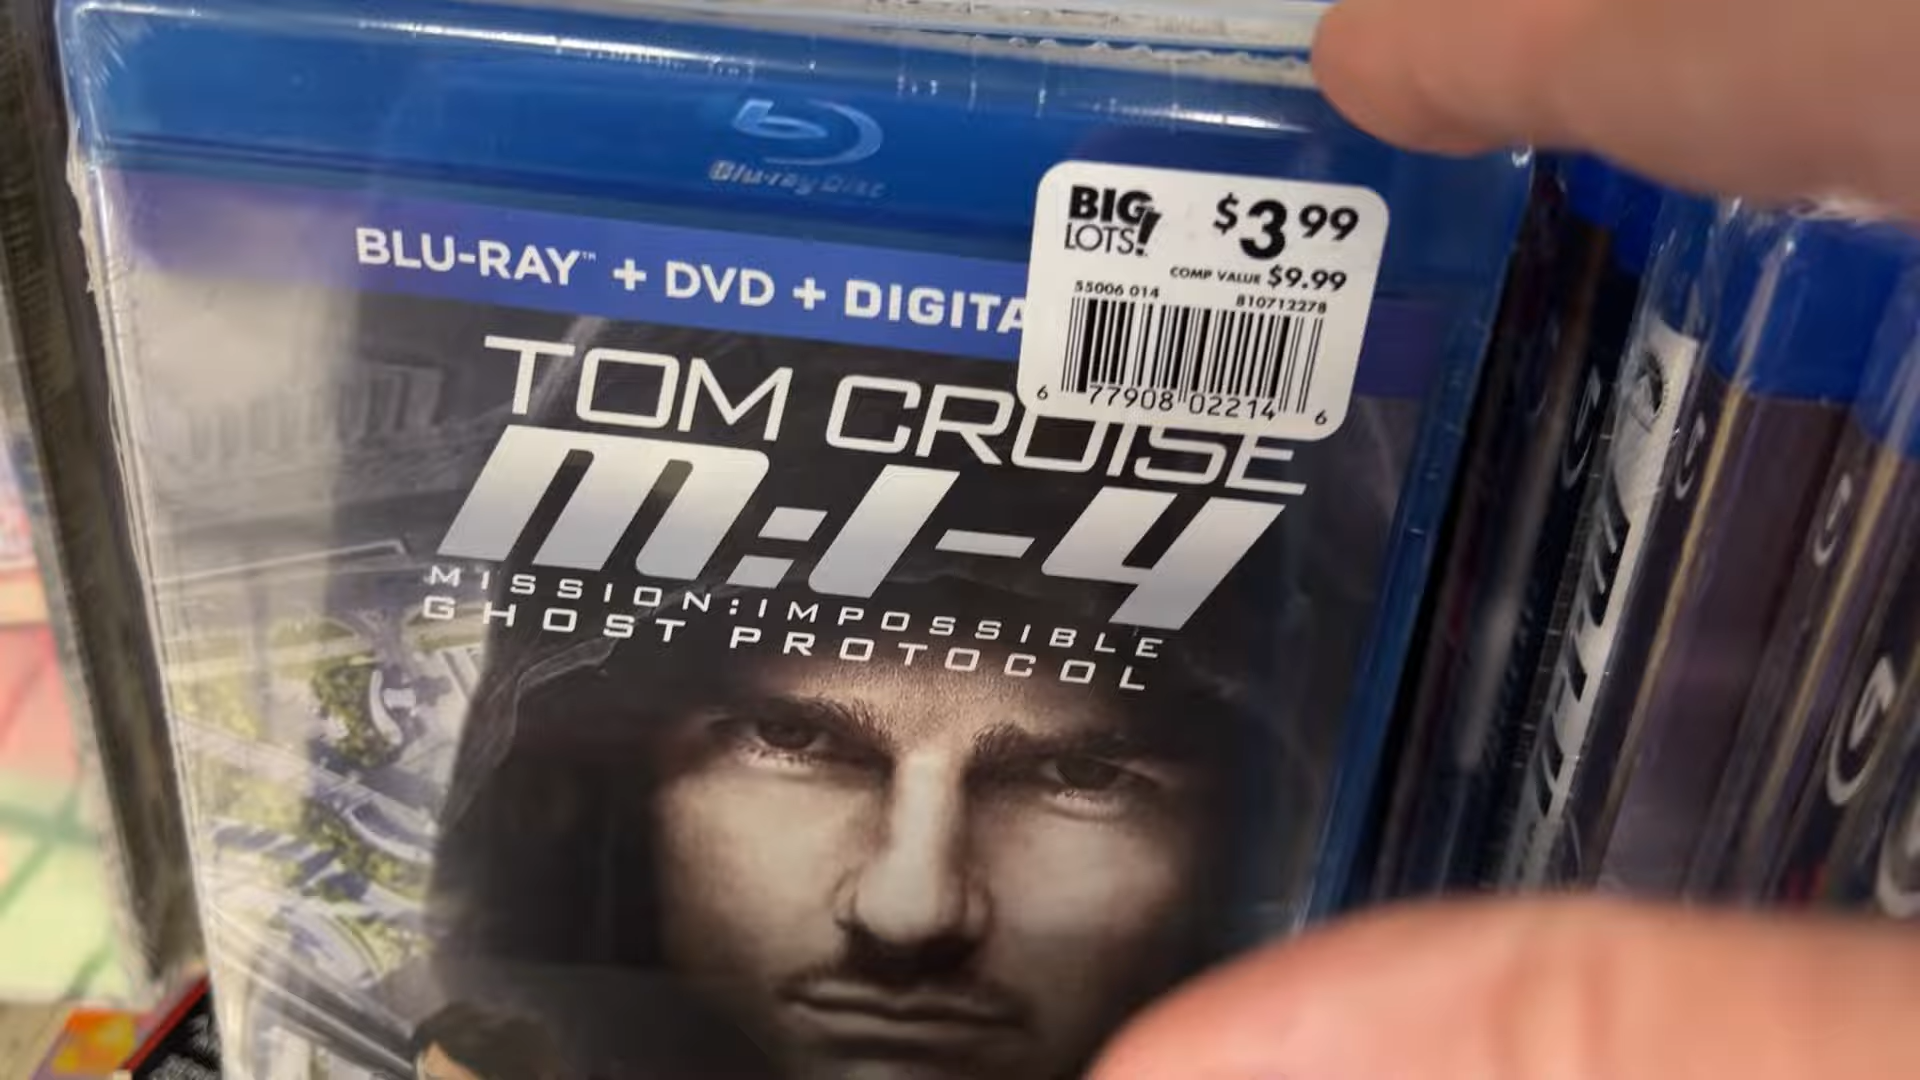 Blu-ray Disc
BLU-RAY™ + DVD + DIGITA
BIG LOTS!
$3 99
COMP VALUE $9.99
55006 014 810712278
6 77908 02214 6
TOM CRUISE
M:I-4
MISSION:IMPOSSIBLE
GHOST PROTOCOL